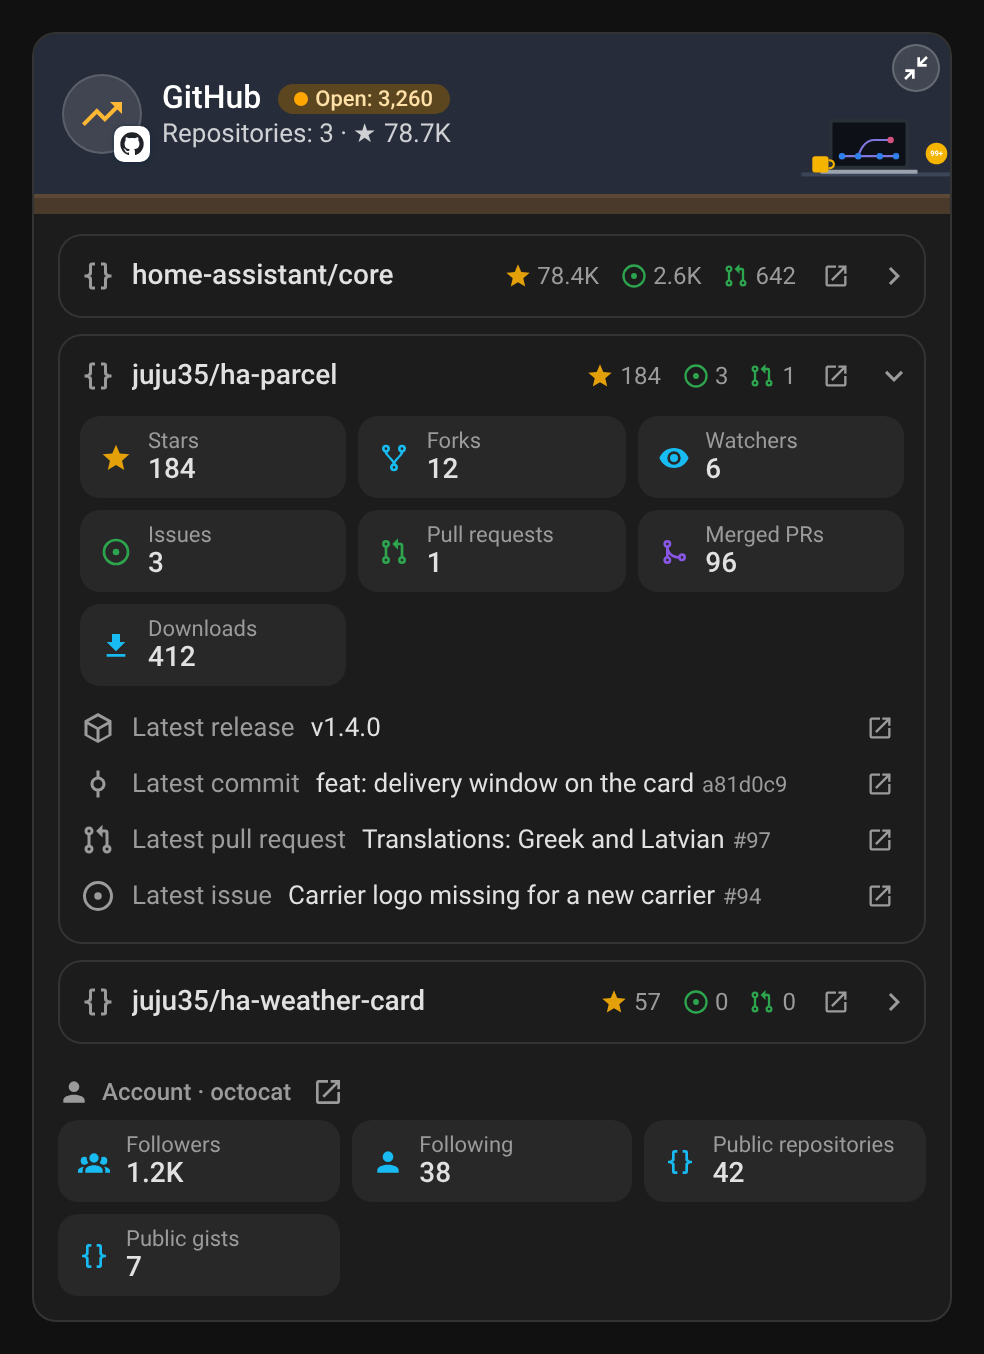 GitHub
Open: 3,260
Repositories: 3 · ★ 78.7K
99+
home-assistant/core
78.4K
2.6K
642
juju35/ha-parcel
184
3
1
Stars
184
Forks
12
Watchers
6
Issues
3
Pull requests
1
Merged PRs
96
Downloads
412
Latest release v1.4.0
Latest commit feat: delivery window on the card a81d0c9
Latest pull request Translations: Greek and Latvian #97
Latest issue Carrier logo missing for a new carrier #94
juju35/ha-weather-card
57
0
0
Account · octocat
Followers
1.2K
Following
38
Public repositories
42
Public gists
7